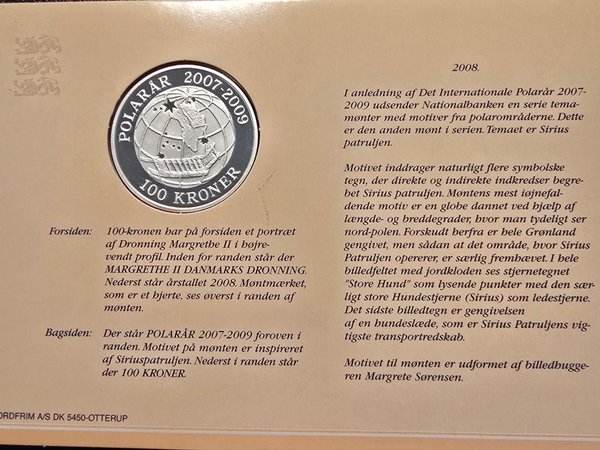 POLARÅR 2007-2009
100 KRONER
Forsiden: 100-kronen har på forsiden et portræt
af Dronning Margrethe II i højre-
vendt profil. Inden for randen står der
MARGRETHE II DANMARKS DRONNING.
Nederst står årstallet 2008. Møntmærket,
som er et hjerte, ses øverst i randen af
mønten.
Bagsiden: Der står POLARÅR 2007-2009 foroven i
randen. Motivet på mønten er inspireret
af Siriuspatruljen. Nederst i randen står
der 100 KRONER.
ORDFRIM A/S DK 5450-OTTERUP
2008.
I anledning af Det Internationale Polarår 2007-
2009 udsender Nationalbanken en serie tema-
mønter med motiver fra polarområderne. Dette
er den anden mønt i serien. Temaet er Sirius
patruljen.
Motivet inddrager naturligt flere symbolske
tegn, der direkte og indirekte indkredser begre-
bet Sirius patruljen. Møntens mest iøjnefal-
dende motiv er en globe dannet ved hjælp af
længde- og breddegrader, hvor man tydeligt ser
nord-polen. Forskudt herfra er hele Grønland
gengivet, men sådan at det område, hvor Sirius
Patruljen opererer, er særlig fremhævet. I hele
billedfeltet med jordkloden ses stjernetegnet
"Store Hund" som lysende punkter med den sær-
ligt store Hundestjerne (Sirius) som ledestjerne.
Det sidste billedtegn er gengivelsen
af en hundeslæde, som er Sirius Patruljens vig-
tigste transportredskab.
Motivet til mønten er udformet af billedhugge-
ren Margrete Sørensen.